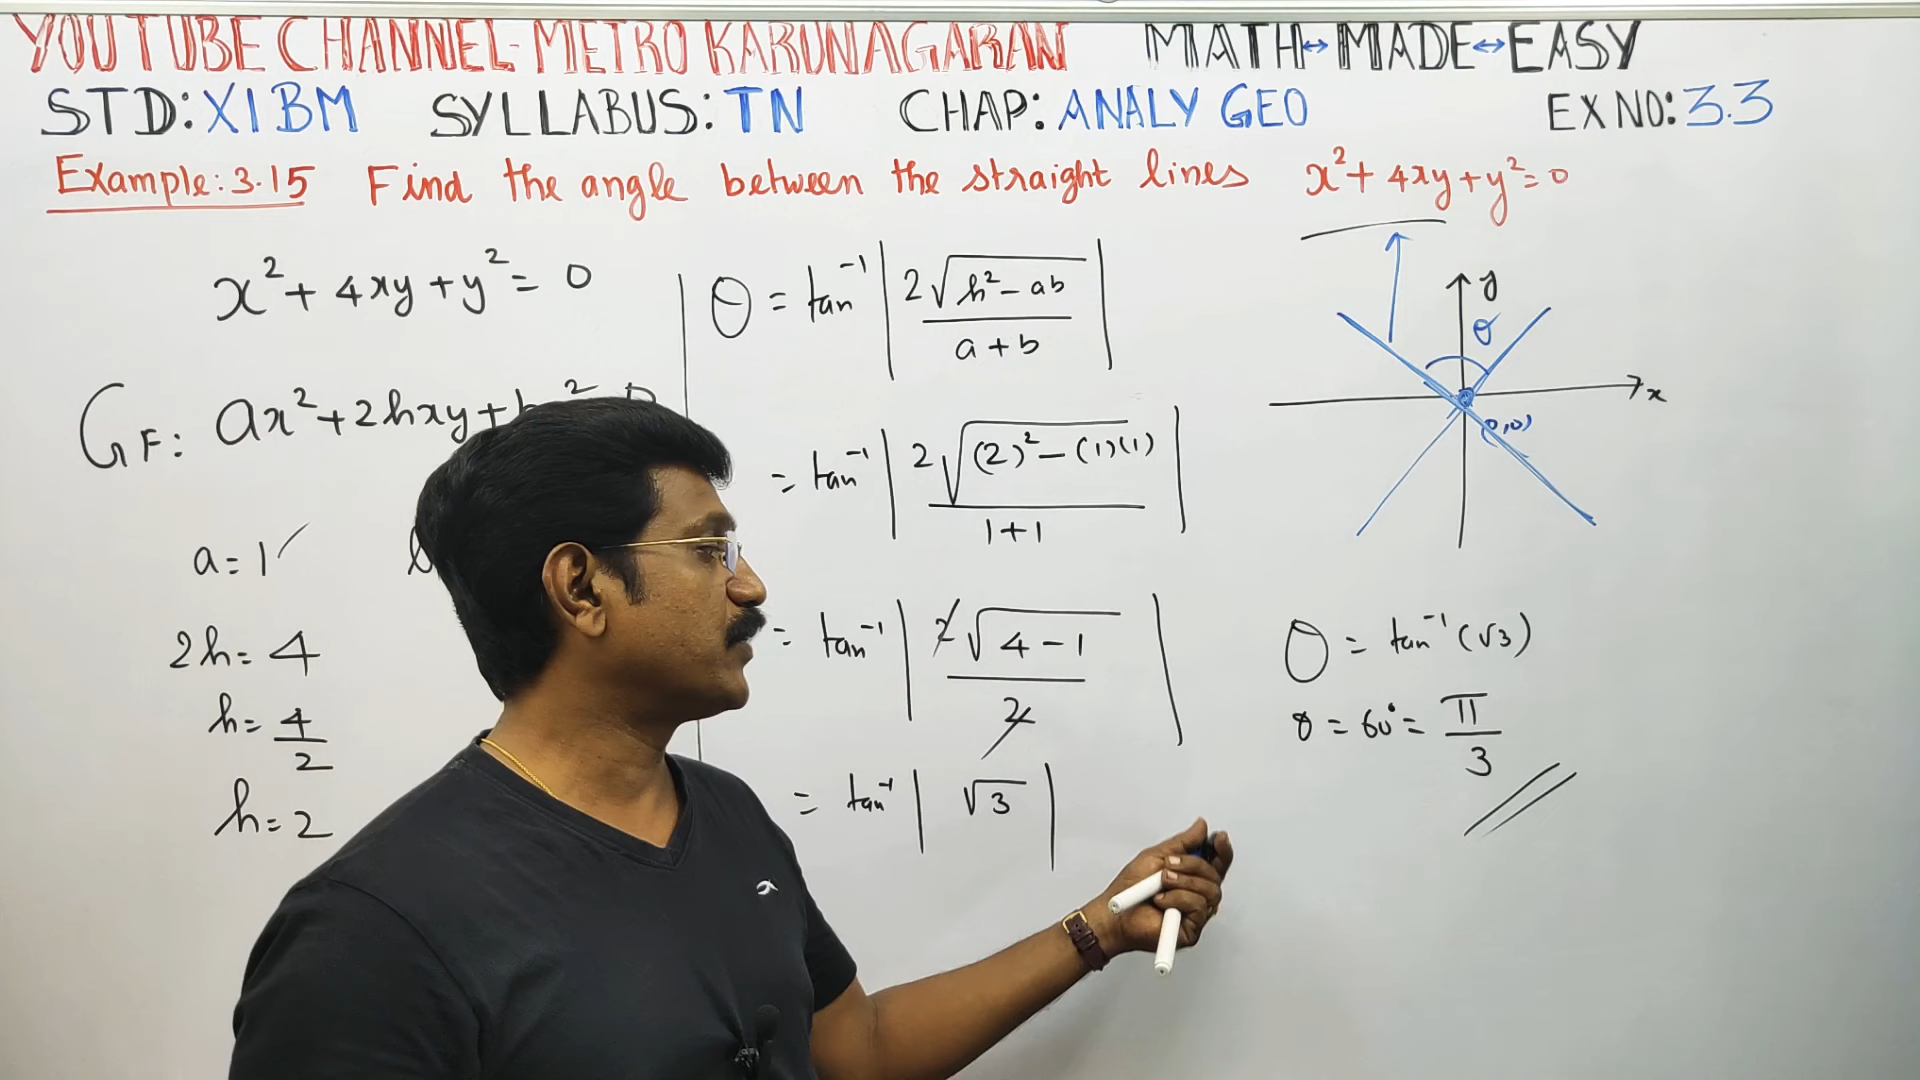 YOUTUBE CHANNEL-METRO KARUNAGARAN MATH↔MADE↔EASY
STD: XI BM SYLLABUS: TN CHAP: ANALY GEO EX NO: 3.3
Example: 3.15 Find the angle between the straight lines x²+4xy+y²=0
x²+4xy+y²=0
GF: ax²+2hxy+
a=1
2h=4
h=4/2
h=2
θ = tan⁻¹ | 2√(h²-ab) / (a+b) |
= tan⁻¹ | 2√((2)²-(1)(1)) / (1+1) |
= tan⁻¹ | 2√(4-1) / 2 |
= tan⁻¹ | √3 |
y
θ
x
(0,0)
θ = tan⁻¹(√3)
θ = 60° = π/3